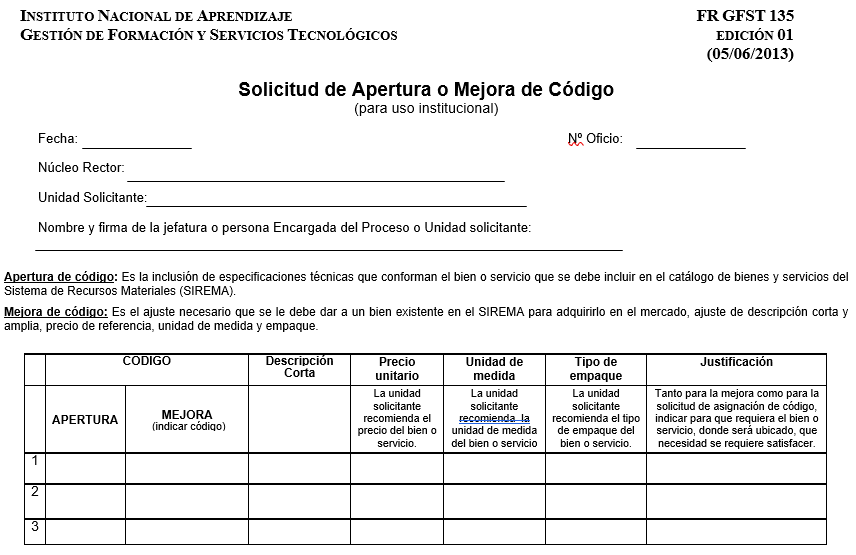 INSTITUTO NACIONAL DE APRENDIZAJE
FR GFST 135
GESTIÓN DE FORMACIÓN Y SERVICIOS TECNOLÓGICOS
EDICIÓN 01
(05/06/2013)
Solicitud de Apertura o Mejora de Código
(para uso institucional)
Fecha: Nº Oficio:
Núcleo Rector:
Unidad Solicitante:
Nombre y firma de la jefatura o persona Encargada del Proceso o Unidad solicitante:
Apertura de código: Es la inclusión de especificaciones técnicas que conforman el bien o servicio que se debe incluir en el catálogo de bienes y servicios del
Sistema de Recursos Materiales (SIREMA).
Mejora de código: Es el ajuste necesario que se le debe dar a un bien existente en el SIREMA para adquirirlo en el mercado, ajuste de descripción corta y
amplia, precio de referencia, unidad de medida y empaque.
CODIGO
Descripción
Corta
Precio
unitario
Unidad de
medida
Tipo de
empaque
Justificación
APERTURA
MEJORA
(indicar código)
La unidad
solicitante
recomienda el
precio del bien o
servicio.
La unidad
solicitante
recomienda la
unidad de medida
del bien o servicio
La unidad
solicitante
recomienda el tipo
de empaque del
bien o servicio.
Tanto para la mejora como para la
solicitud de asignación de código,
indicar para que requiera el bien o
servicio, donde será ubicado, que
necesidad se requiere satisfacer.
1
2
3